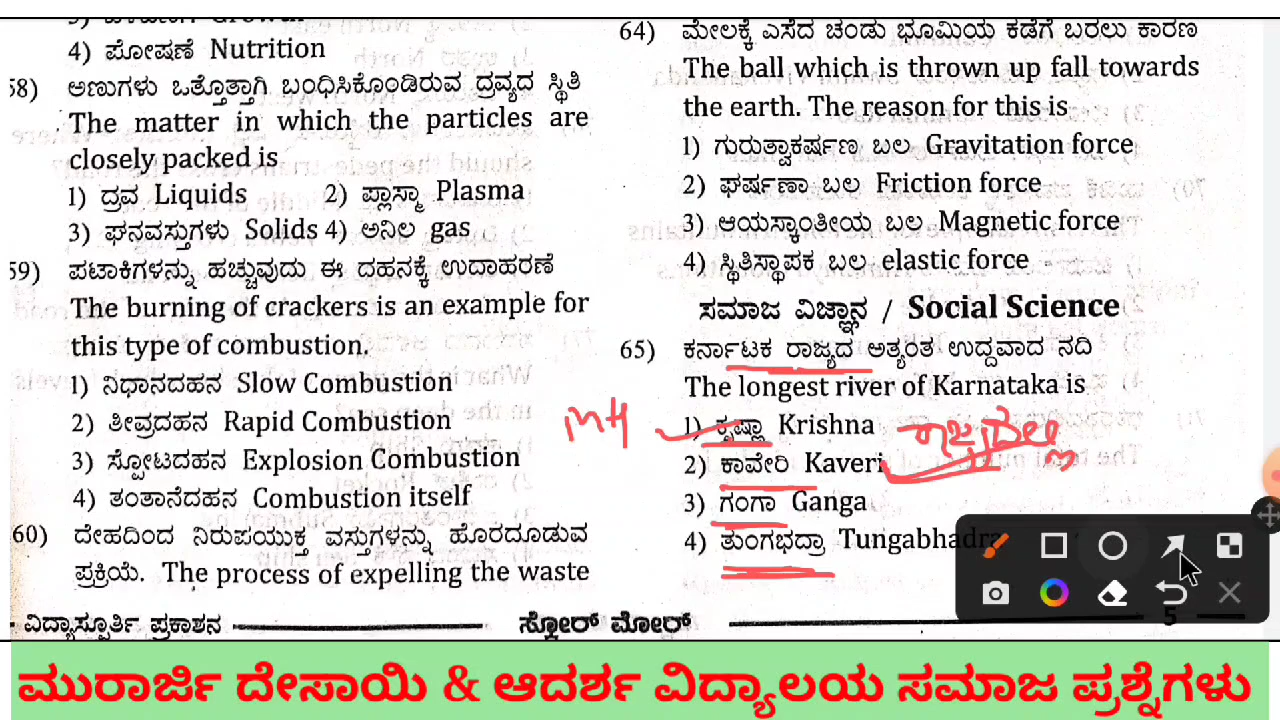 4) ಪೋಷಣೆ Nutrition
58) ಅಣುಗಳು ಒತ್ತೊತ್ತಾಗಿ ಬಂಧಿಸಿಕೊಂಡಿರುವ ದ್ರವ್ಯದ ಸ್ಥಿತಿ
The matter in which the particles are
closely packed is
1) ದ್ರವ Liquids 2) ಪ್ಲಾಸ್ಮಾ Plasma
3) ಘನವಸ್ತುಗಳು Solids 4) ಅನಿಲ gas
59) ಪಟಾಕಿಗಳನ್ನು ಹಚ್ಚುವುದು ಈ ದಹನಕ್ಕೆ ಉದಾಹರಣೆ
The burning of crackers is an example for
this type of combustion.
1) ನಿಧಾನದಹನ Slow Combustion
2) ತೀವ್ರದಹನ Rapid Combustion
3) ಸ್ಪೋಟದಹನ Explosion Combustion
4) ತಂತಾನೆದಹನ Combustion itself
60) ದೇಹದಿಂದ ನಿರುಪಯುಕ್ತ ವಸ್ತುಗಳನ್ನು ಹೊರದೂಡುವ
ಪ್ರಕ್ರಿಯೆ. The process of expelling the waste
64) ಮೇಲಕ್ಕೆ ಎಸೆದ ಚಂಡು ಭೂಮಿಯ ಕಡೆಗೆ ಬರಲು ಕಾರಣ
The ball which is thrown up fall towards
the earth. The reason for this is
1) ಗುರುತ್ವಾಕರ್ಷಣ ಬಲ Gravitation force
2) ಘರ್ಷಣಾ ಬಲ Friction force
3) ಆಯಸ್ಕಾಂತೀಯ ಬಲ Magnetic force
4) ಸ್ಥಿತಿಸ್ಥಾಪಕ ಬಲ elastic force
ಸಮಾಜ ವಿಜ್ಞಾನ / Social Science
65) ಕರ್ನಾಟಕ ರಾಜ್ಯದ ಅತ್ಯಂತ ಉದ್ದವಾದ ನದಿ
The longest river of Karnataka is
MH 1) ಕೃಷ್ಣಾ Krishna
2) ಕಾವೇರಿ Kaveri
3) ಗಂಗಾ Ganga
4) ತುಂಗಭದ್ರಾ Tungabhadra
ವಿದ್ಯಾಸ್ಪೂರ್ತಿ ಪ್ರಕಾಶನ ಸ್ಕೋರ್ ಮೋರ್ 5
ಮುರಾರ್ಜಿ ದೇಸಾಯಿ & ಆದರ್ಶ ವಿದ್ಯಾಲಯ ಸಮಾಜ ಪ್ರಶ್ನೆಗಳು